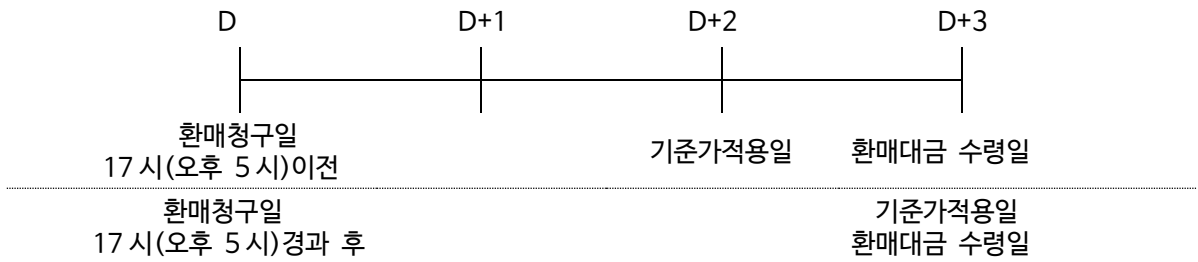 D D+1 D+2 D+3
환매청구일
17시(오후 5시)이전
기준가적용일
환매대금 수령일
환매청구일
17시(오후 5시)경과 후
기준가적용일
환매대금 수령일